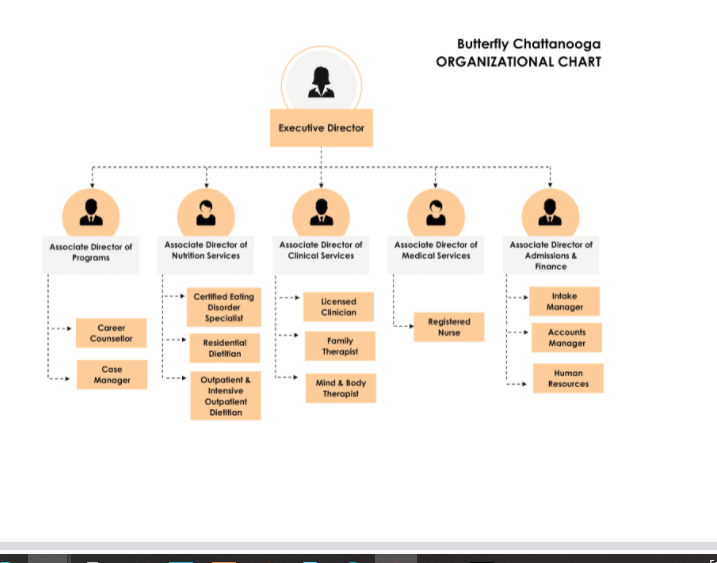 Butterfly Chattanooga
ORGANIZATIONAL CHART
Executive Director
Associate Director of
Programs
Associate Director of
Nutrition Services
Associate Director of
Clinical Services
Associate Director of
Medical Services
Associate Director of
Admissions &
Finance
Career
Counsellor
Case
Manager
Certified Eating
Disorder
Specialist
Residential
Dietitian
Outpatient &
Intensive
Outpatient
Dietitian
Licensed
Clinician
Family
Therapist
Mind & Body
Therapist
Registered
Nurse
Intake
Manager
Accounts
Manager
Human
Resources